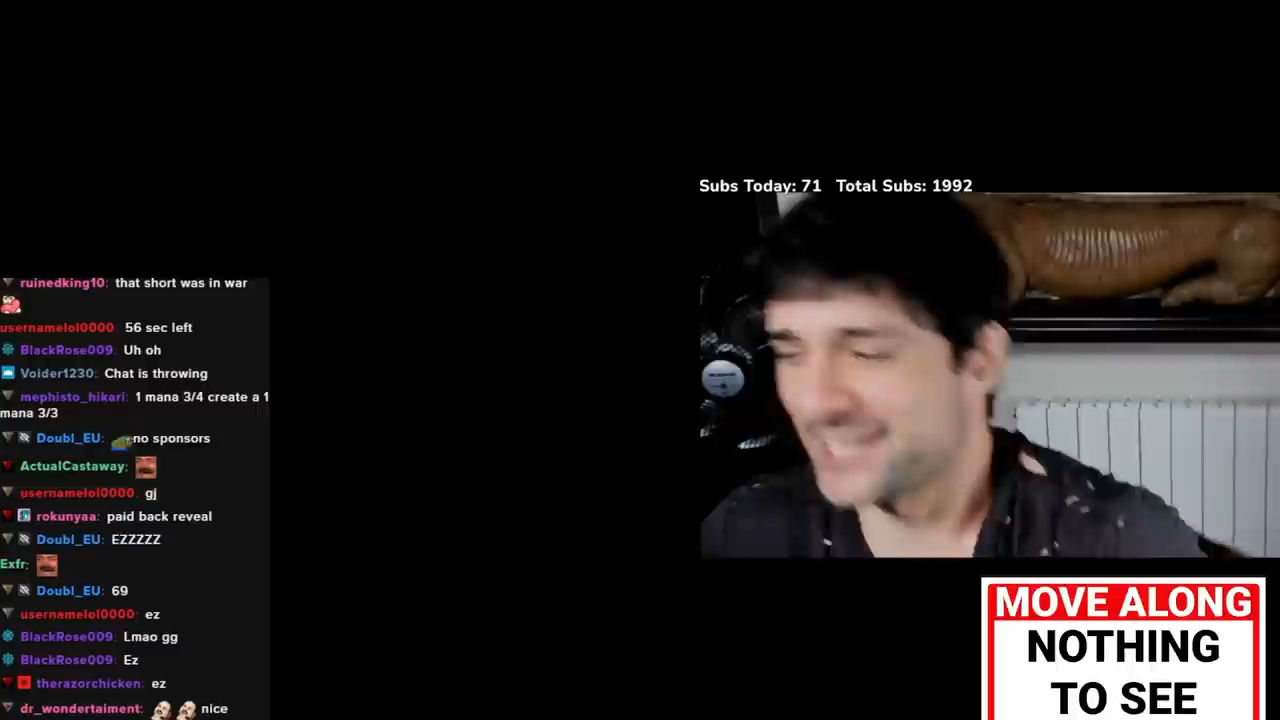 Subs Today: 71 Total Subs: 1992
ruinedking10: that short was in war
usernamelol0000 56 sec left
BlackRose009: Uh oh
Voider1230: Chat is throwing
mephisto_hikari: 1 mana 3/4 create a 1
mana 3/3
Doubl_EU: no sponsors
ActualCastaway:
usernamelol0000 gj
rokunyaa: paid back reveal
Doubl_EU: EZZZZZ
Exfr:
Doubl_EU: 69
usernamelol0000: ez
BlackRose009: Lmao gg
BlackRose009: Ez
therazorchicken: ez
dr_wondertaiment: nice
MOVE ALONG
NOTHING
TO SEE